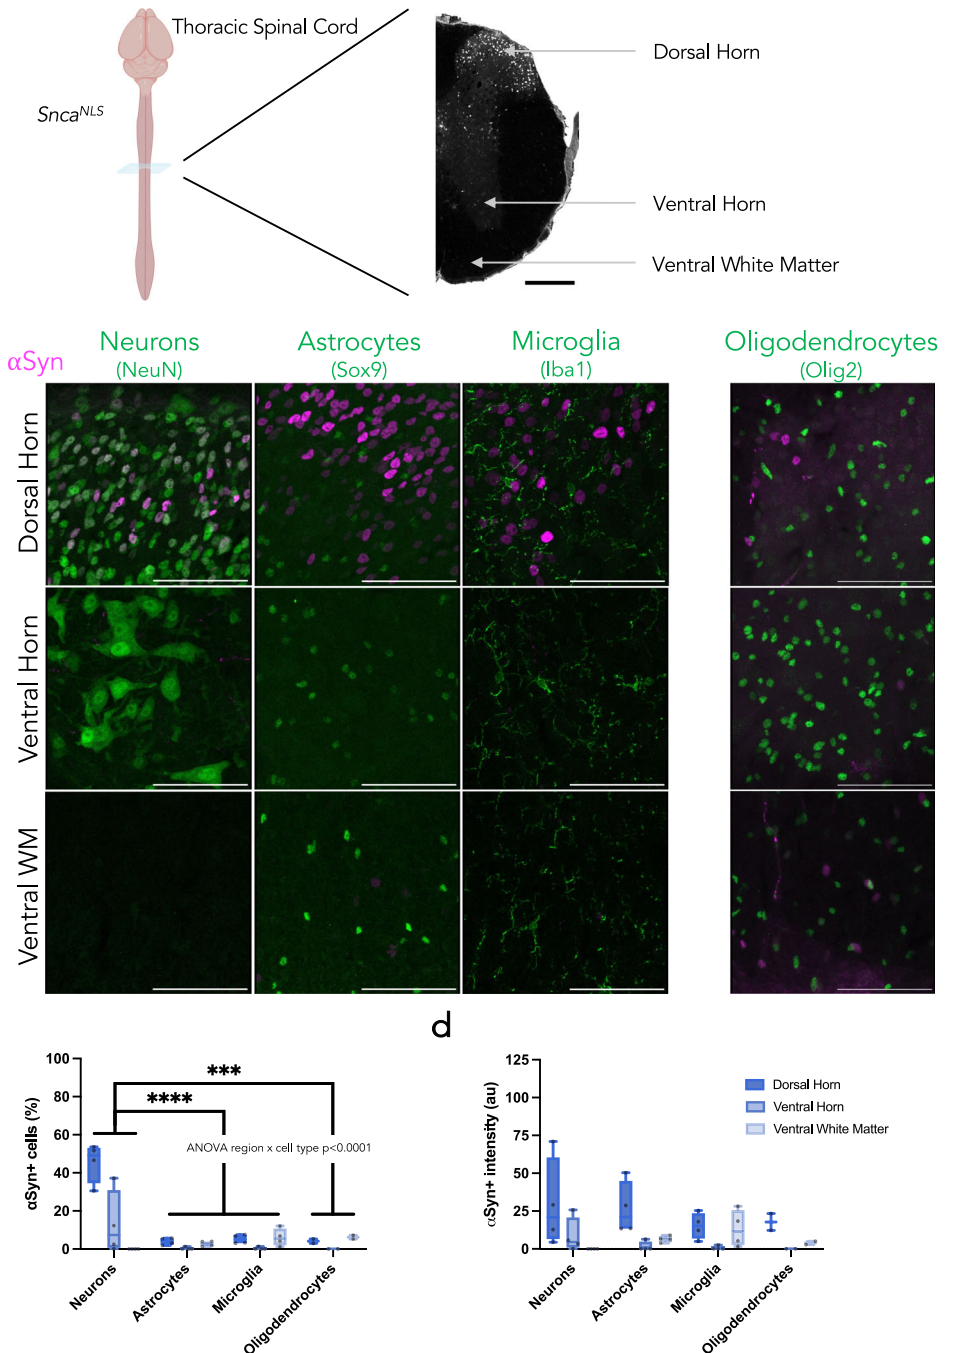 Thoracic Spinal Cord
Snca^NLS
Dorsal Horn
Ventral Horn
Ventral White Matter
αSyn
Neurons
(NeuN)
Astrocytes
(Sox9)
Microglia
(Iba1)
Oligodendrocytes
(Olig2)
Dorsal Horn
Ventral Horn
Ventral WM
αSyn+ cells (%)
100
80
60
40
20
0
***
****
ANOVA region x cell type p<0.0001
Neurons
Astrocytes
Microglia
Oligodendrocytes
d
αSyn+ intensity (au)
125
100
75
50
25
0
Dorsal Horn
Ventral Horn
Ventral White Matter
Neurons
Astrocytes
Microglia
Oligodendrocytes